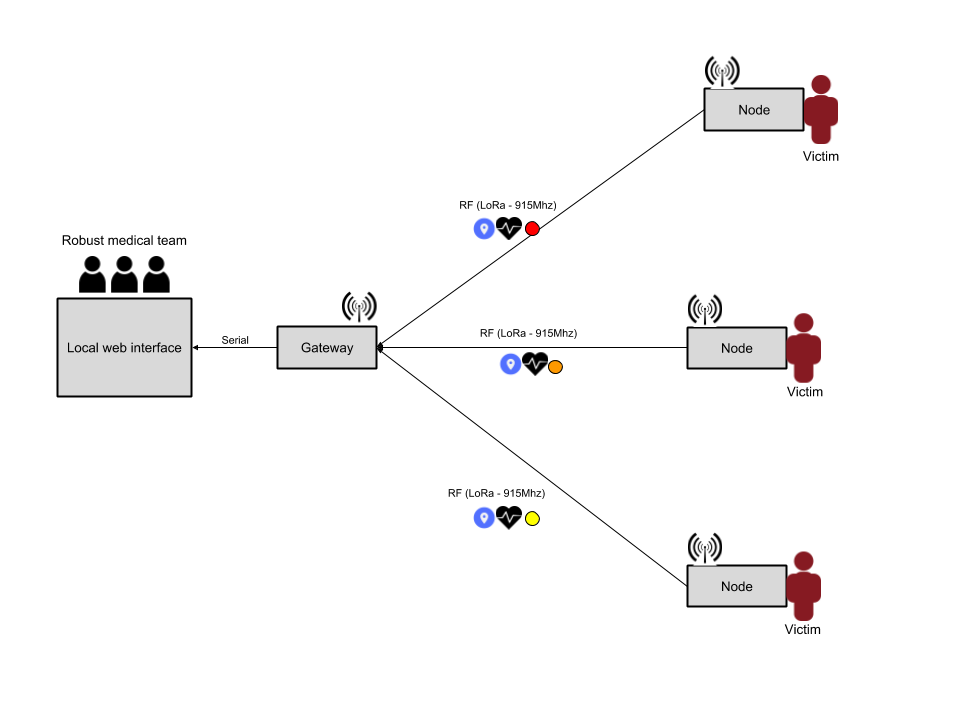 Node
Victim
RF (LoRa - 915Mhz)
Robust medical team
Local web interface
Serial
Gateway
RF (LoRa - 915Mhz)
Node
Victim
RF (LoRa - 915Mhz)
Node
Victim